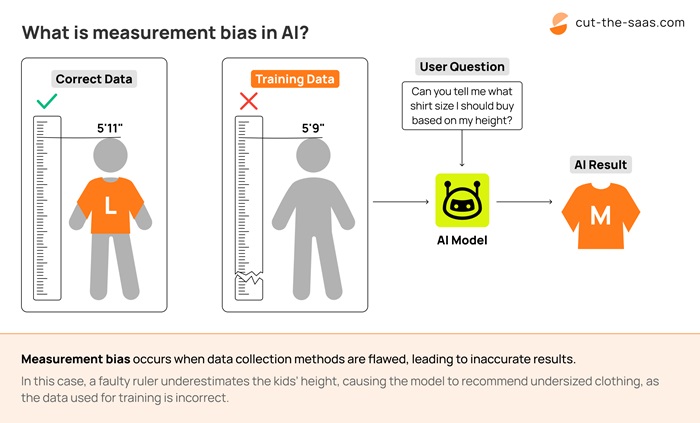 What is measurement bias in AI?
cut-the-saas.com
Correct Data
5'11"
L
Training Data
5'9"
User Question
Can you tell me what
shirt size I should buy
based on my height?
AI Model
AI Result
M
Measurement bias occurs when data collection methods are flawed, leading to inaccurate results.
In this case, a faulty ruler underestimates the kids' height, causing the model to recommend undersized clothing, as
the data used for training is incorrect.